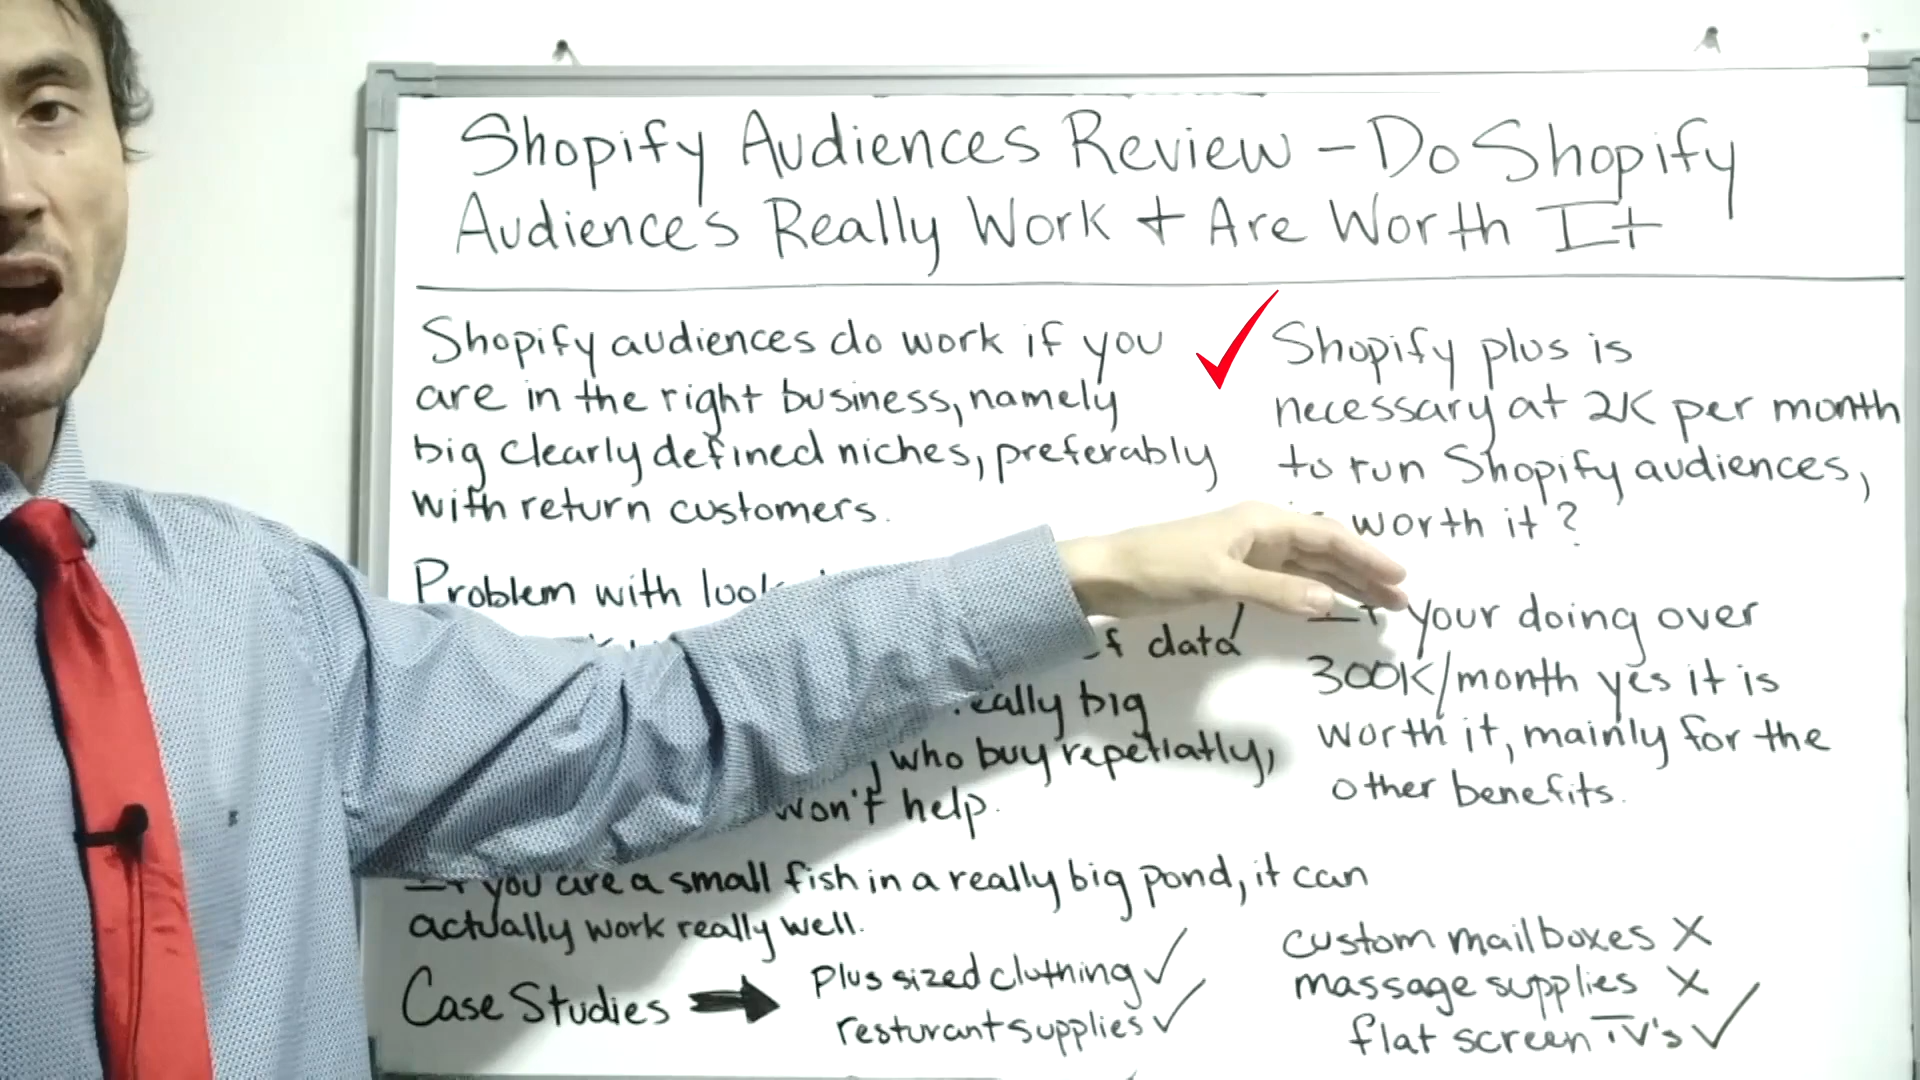 Shopify Audiences Review - Do Shopify
Audiences Really Work + Are Worth It
Shopify audiences do work if you
are in the right business, namely
big clearly defined niches, preferably
with return customers.
Problem with
data
really big
who buy repetiatly,
won't help.
If you are a small fish in a really big pond, it can
actually work really well.
Case Studies
plus sized clothing ✓
resturant supplies ✓
Shopify plus is
necessary at 2K per month
to run Shopify audiences,
worth it?
If your doing over
300K/month yes it is
worth it, mainly for the
other benefits.
custom mailboxes X
massage supplies X
flat screen TV's ✓